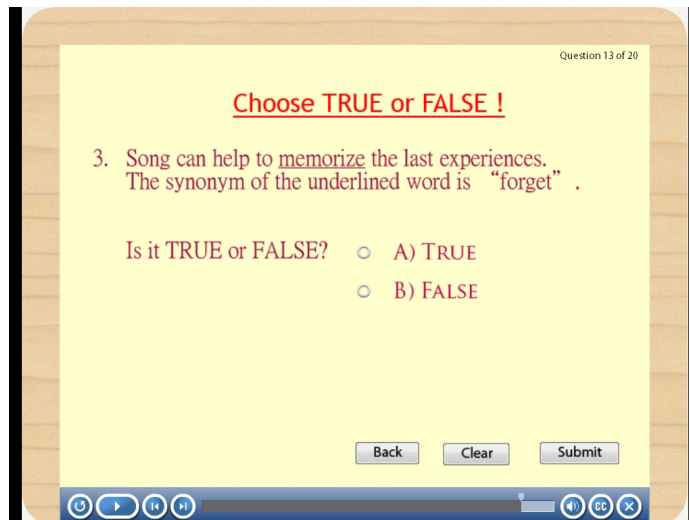 Question 13 of 20
Choose TRUE or FALSE !
3. Song can help to memorize the last experiences.
The synonym of the underlined word is “forget” .
Is it TRUE or FALSE?
A) TRUE
B) FALSE
Back
Clear
Submit
CC